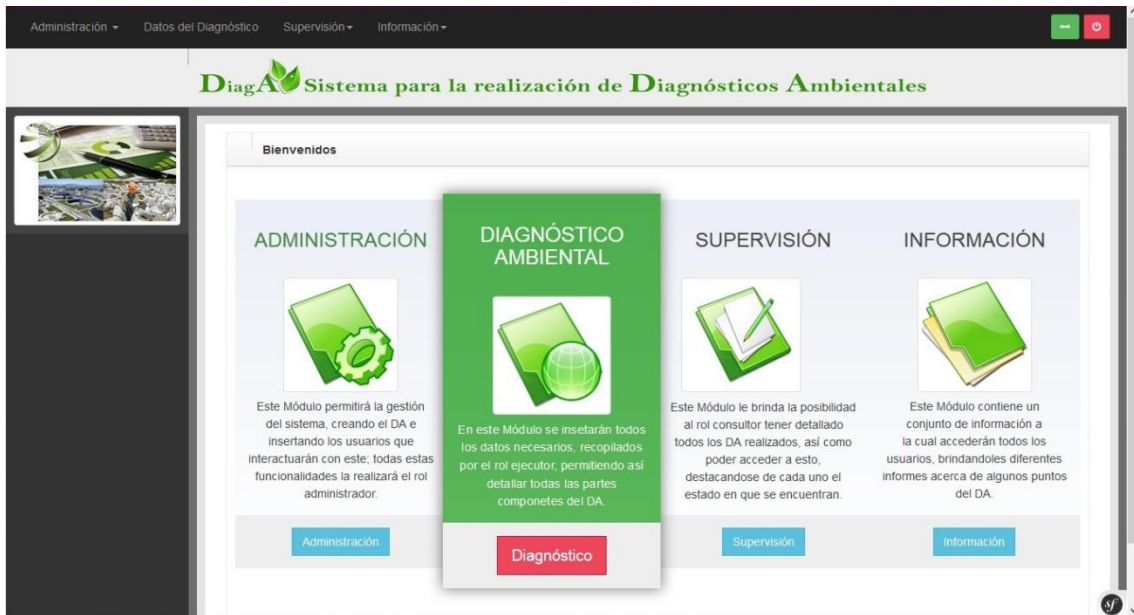 Administración
Datos del Diagnóstico
Supervisión
Información
DiagA Sistema para la realización de Diagnósticos Ambientales
Bienvenidos
ADMINISTRACIÓN
Este Módulo permitirá la gestión
del sistema, creando el DA e
insertando los usuarios que
interactuarán con este; todas estas
funcionalidades la realizará el rol
administrador.
Administración
DIAGNÓSTICO
AMBIENTAL
En este Módulo se insetarán todos
los datos necesarios, recopilados
por el rol ejecutor, permitiendo así
detallar todas las partes
componetes del DA.
Diagnóstico
SUPERVISIÓN
Este Módulo le brinda la posibilidad
al rol consultor tener detallado
todos los DA realizados, así como
poder acceder a esto,
destacandose de cada uno el
estado en que se encuentran.
Supervisión
INFORMACIÓN
Este Módulo contiene un
conjunto de información a
la cual accederán todos los
usuarios, brindandoles diferentes
informes acerca de algunos puntos
del DA.
Información
sf